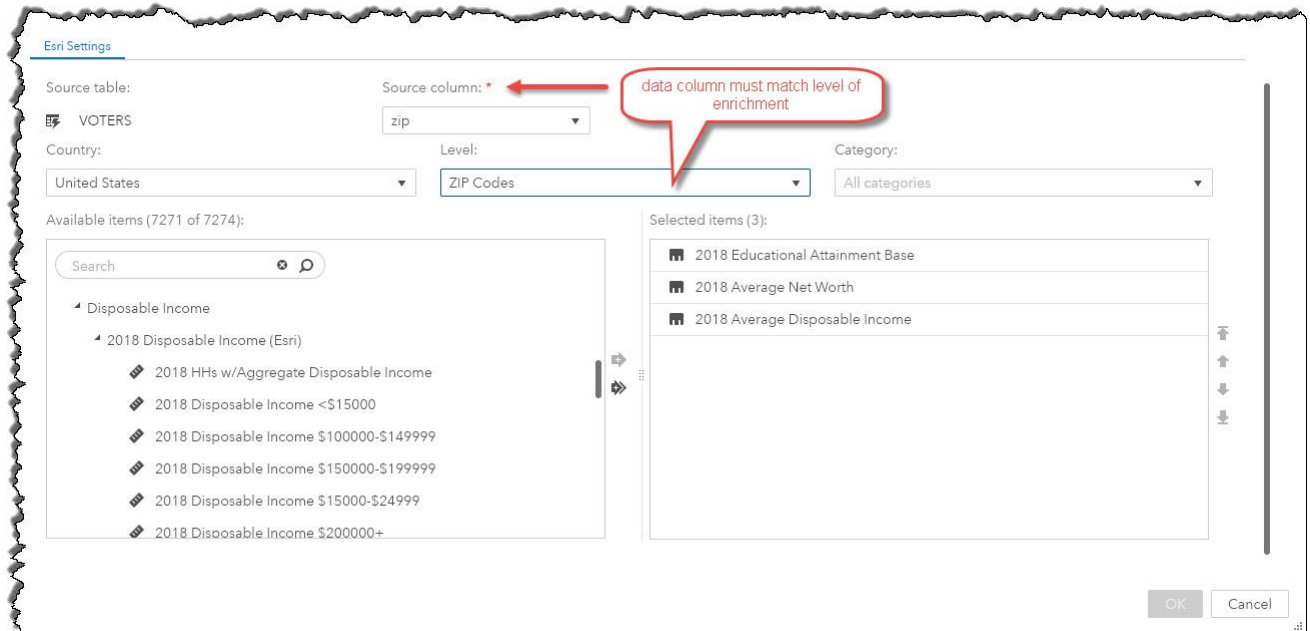 Esri Settings
Source table:
Source column: *
data column must match level of
enrichment
VOTERS
zip
Country:
Level:
Category:
United States
ZIP Codes
All categories
Available items (7271 of 7274):
Selected items (3):
Search
Disposable Income
2018 Disposable Income (Esri)
2018 HHs w/Aggregate Disposable Income
2018 Disposable Income <$15000
2018 Disposable Income $100000-$149999
2018 Disposable Income $150000-$199999
2018 Disposable Income $15000-$24999
2018 Disposable Income $200000+
2018 Educational Attainment Base
2018 Average Net Worth
2018 Average Disposable Income
OK
Cancel